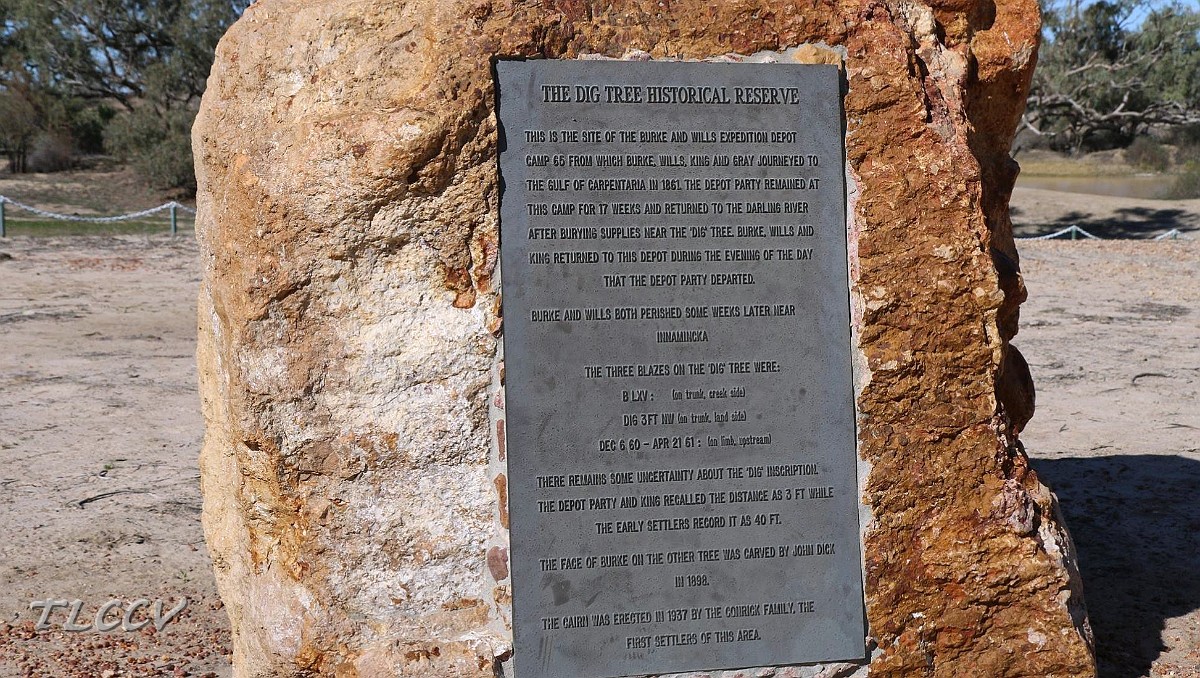 THE DIG TREE HISTORICAL RESERVE
THIS IS THE SITE OF THE BURKE AND WILLS EXPEDITION DEPOT
CAMP 65 FROM WHICH BURKE, WILLS, KING AND GRAY JOURNEYED TO
THE GULF OF CARPENTARIA IN 1861. THE DEPOT PARTY REMAINED AT
THIS CAMP FOR 17 WEEKS AND RETURNED TO THE DARLING RIVER
AFTER BURYING SUPPLIES NEAR THE 'DIG' TREE. BURKE, WILLS AND
KING RETURNED TO THIS DEPOT DURING THE EVENING OF THE DAY
THAT THE DEPOT PARTY DEPARTED.
BURKE AND WILLS BOTH PERISHED SOME WEEKS LATER NEAR
INNAMINCKA
THE THREE BLAZES ON THE 'DIG' TREE WERE:
B LXV : (on trunk, creek side)
DIG 3FT NW (on trunk, land side)
DEC 6 60 – APR 21 61 : (on limb, upstream)
THERE REMAINS SOME UNCERTAINTY ABOUT THE 'DIG' INSCRIPTION.
THE DEPOT PARTY AND KING RECALLED THE DISTANCE AS 3 FT WHILE
THE EARLY SETTLERS RECORD IT AS 40 FT.
THE FACE OF BURKE ON THE OTHER TREE WAS CARVED BY JOHN DICK
IN 1898.
THE CAIRN WAS ERECTED IN 1937 BY THE CONRICK FAMILY, THE
FIRST SETTLERS OF THIS AREA.
TLCCV